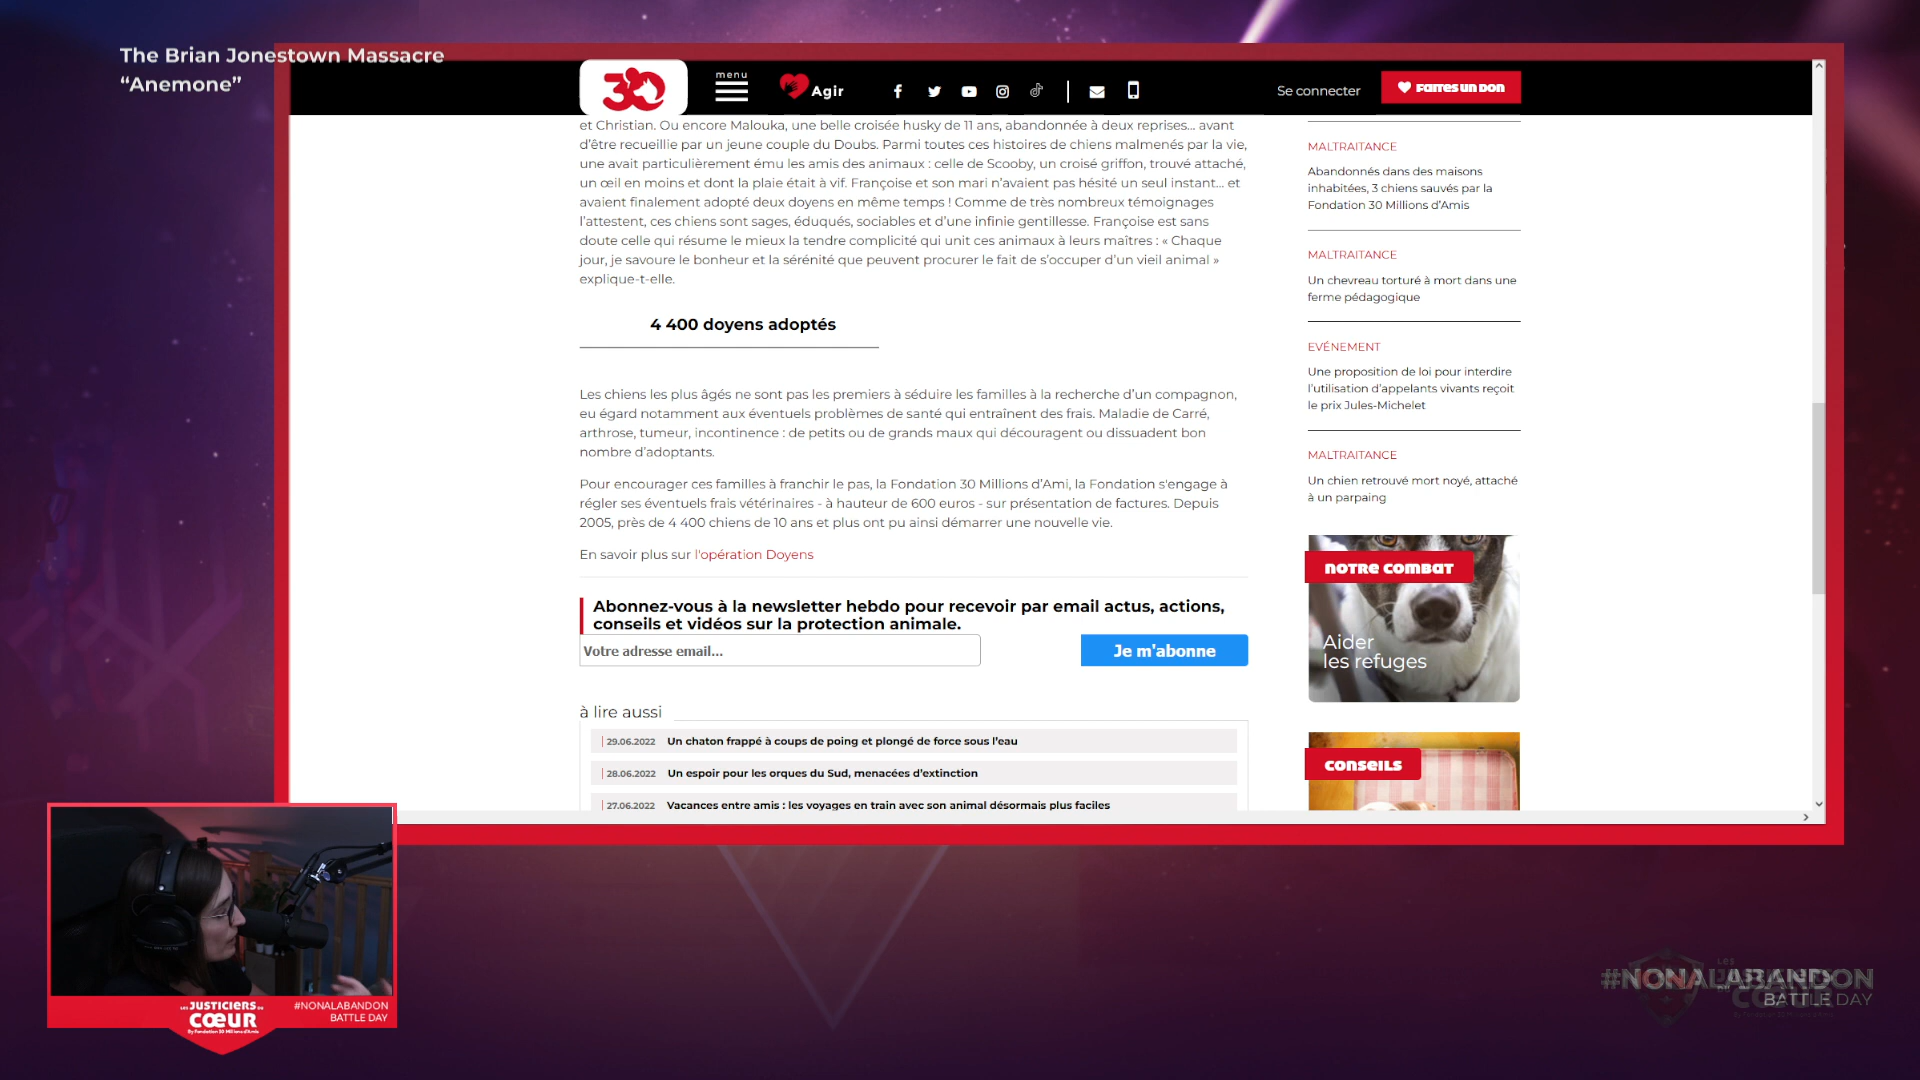 The Brian Jonestown Massacre
“Anemone”
30
menu
Agir
Se connecter
Faites un don
et Christian. Ou encore Malouka, une belle croisée husky de 11 ans, abandonnée à deux reprises... avant
d’être recueillie par un jeune couple du Doubs. Parmi toutes ces histoires de chiens malmenés par la vie,
une avait particulièrement ému les amis des animaux : celle de Scooby, un croisé griffon, trouvé attaché,
un œil en moins et dont la plaie était à vif. Françoise et son mari n’avaient pas hésité un seul instant... et
avaient finalement adopté deux doyens en même temps ! Comme de très nombreux témoignages
l’attestent, ces chiens sont sages, éduqués, sociables et d’une infinie gentillesse. Françoise est sans
doute celle qui résume le mieux la tendre complicité qui unit ces animaux à leurs maîtres : « Chaque
jour, je savoure le bonheur et la sérénité que peuvent procurer le fait de s’occuper d’un vieil animal »
explique-t-elle.
4 400 doyens adoptés
Les chiens les plus âgés ne sont pas les premiers à séduire les familles à la recherche d’un compagnon,
eu égard notamment aux éventuels problèmes de santé qui entraînent des frais. Maladie de Carré,
arthrose, tumeur, incontinence : de petits ou de grands maux qui découragent ou dissuadent bon
nombre d’adoptants.
Pour encourager ces familles à franchir le pas, la Fondation 30 Millions d’Ami, la Fondation s'engage à
régler ses éventuels frais vétérinaires - à hauteur de 600 euros - sur présentation de factures. Depuis
2005, près de 4 400 chiens de 10 ans et plus ont pu ainsi démarrer une nouvelle vie.
En savoir plus sur l'opération Doyens
Abonnez-vous à la newsletter hebdo pour recevoir par email actus, actions,
conseils et vidéos sur la protection animale.
Votre adresse email...
Je m'abonne
à lire aussi
29.06.2022 Un chaton frappé à coups de poing et plongé de force sous l’eau
28.06.2022 Un espoir pour les orques du Sud, menacées d’extinction
27.06.2022 Vacances entre amis : les voyages en train avec son animal désormais plus faciles
MALTRAITANCE
Abandonnés dans des maisons
inhabitées, 3 chiens sauvés par la
Fondation 30 Millions d’Amis
MALTRAITANCE
Un chevreau torturé à mort dans une
ferme pédagogique
EVÉNEMENT
Une proposition de loi pour interdire
l’utilisation d’appelants vivants reçoit
le prix Jules-Michelet
MALTRAITANCE
Un chien retrouvé mort noyé, attaché
à un parpaing
notre combat
Aider
les refuges
conseils
LES JUSTICIERS DU
CŒUR
By Fondation 30 Millions d'Amis
#NONALABANDON
BATTLE DAY
#NONALABANDON
BATTLE DAY